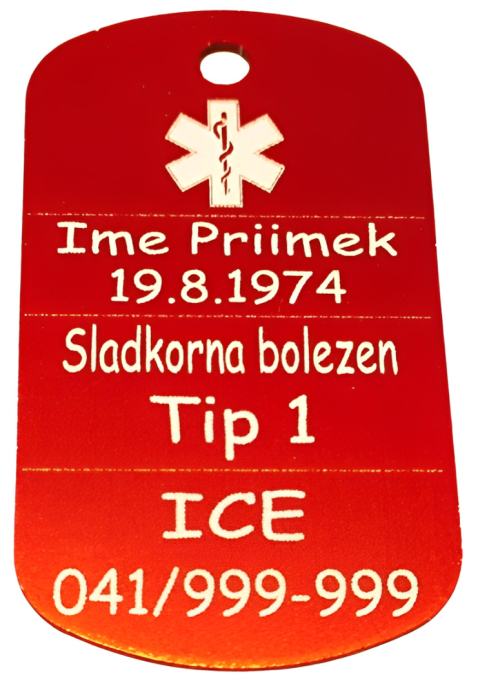 Ime Priimek
19.8.1974
Sladkorna bolezen
Tip 1
ICE
041/999-999